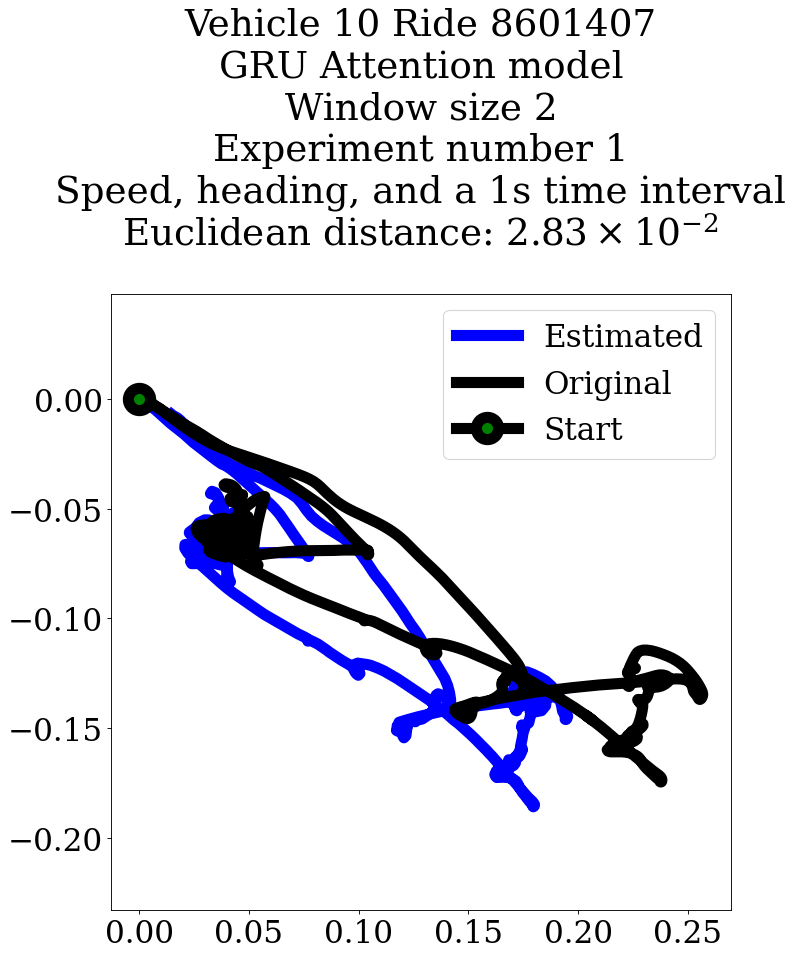 Vehicle 10 Ride 8601407
GRU Attention model
Window size 2
Experiment number 1
Speed, heading, and a 1s time interval
Euclidean distance: 2.83 × 10⁻²
Estimated
Original
Start
0.00
−0.05
−0.10
−0.15
−0.20
0.00 0.05 0.10 0.15 0.20 0.25